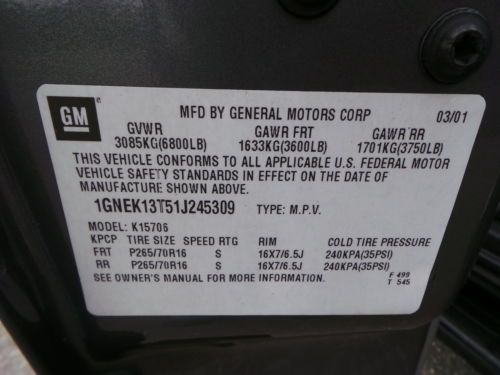 GM
MFD BY GENERAL MOTORS CORP 03/01
GVWR GAWR FRT GAWR RR
3085KG(6800LB) 1633KG(3600LB) 1701KG(3750LB)
THIS VEHICLE CONFORMS TO ALL APPLICABLE U.S. FEDERAL MOTOR
VEHICLE SAFETY STANDARDS IN EFFECT ON THE DATE OF
MANUFACTURE SHOWN ABOVE.
1GNEK13T51J245309 TYPE: M.P.V.
MODEL: K15706
KPCP TIRE SIZE SPEED RTG RIM COLD TIRE PRESSURE
FRT P265/70R16 S 16X7/6.5J 240KPA(35PSI)
RR P265/70R16 S 16X7/6.5J 240KPA(35PSI)
SEE OWNER'S MANUAL FOR MORE INFORMATION.
F 499
T 545